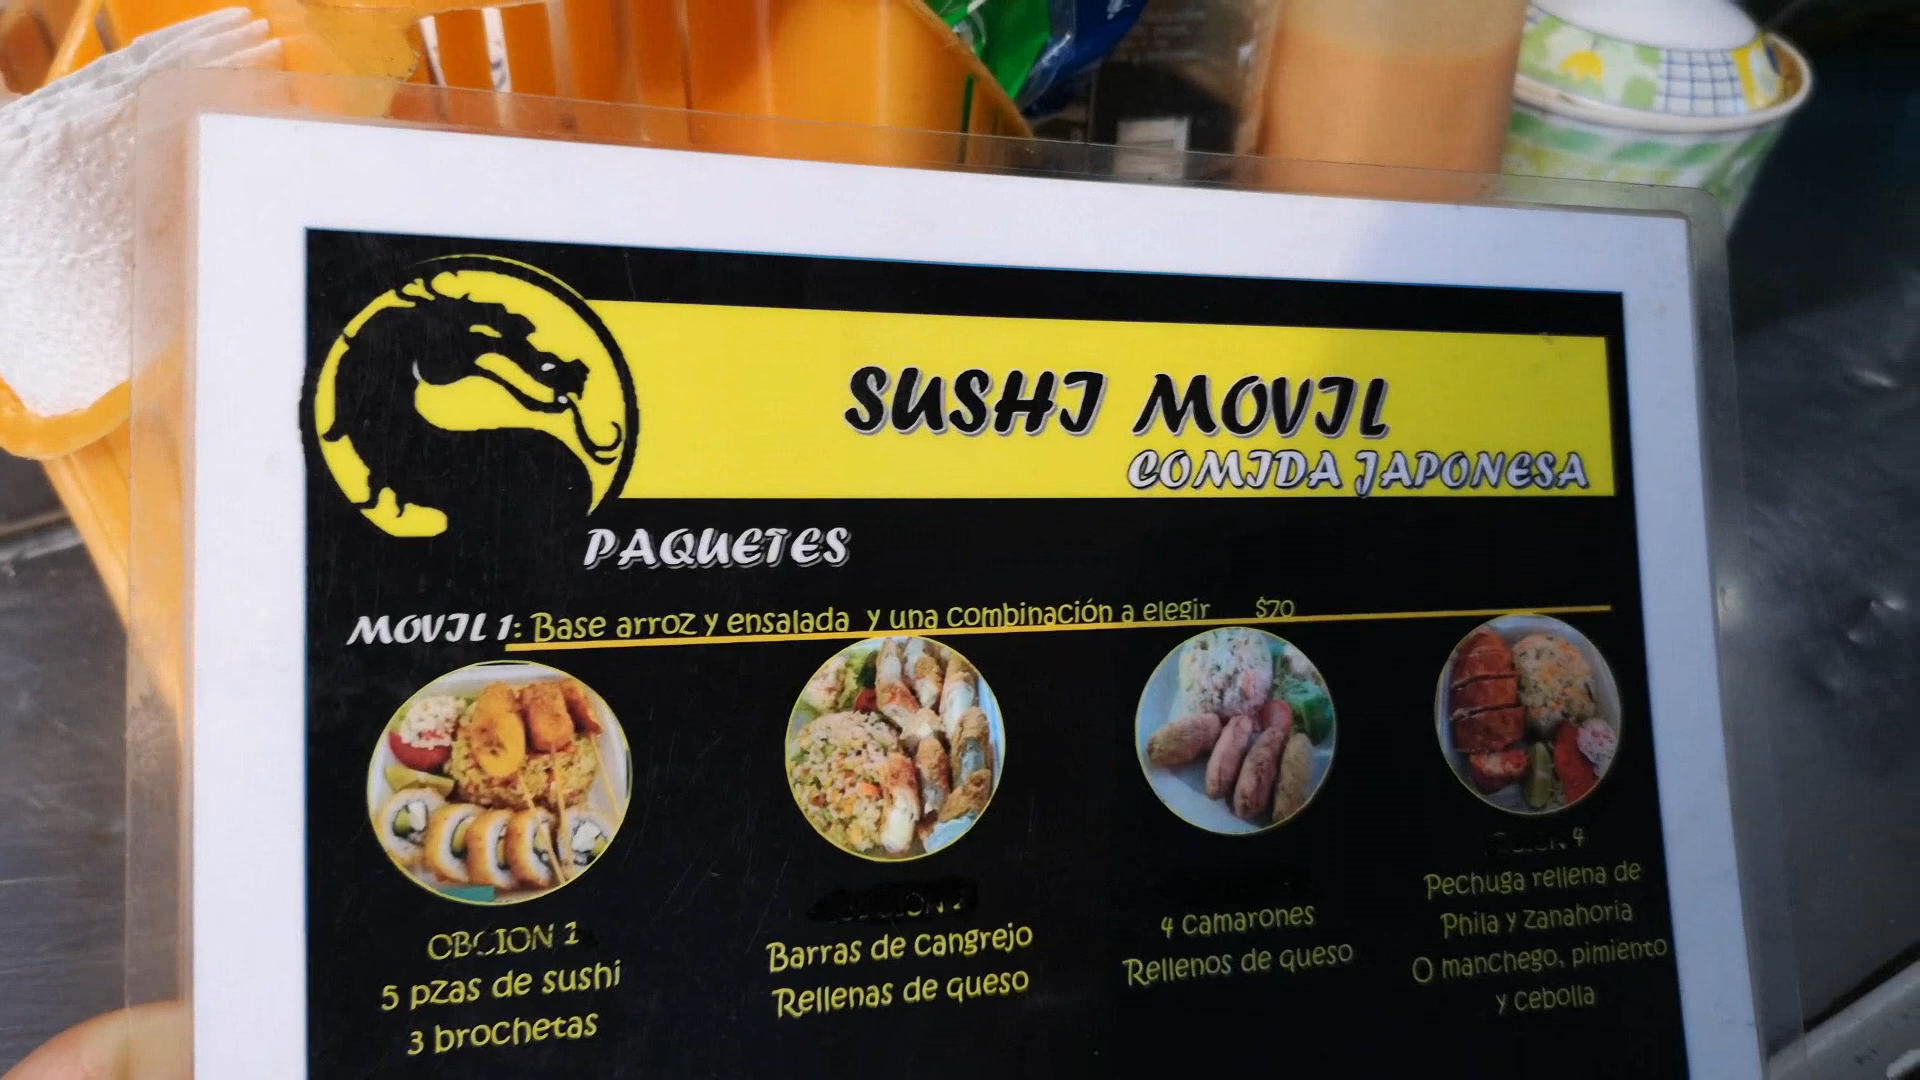 SUSHI MOVIL
COMIDA JAPONESA
PAQUETES
MOVIL 1: Base arroz y ensalada y una combinación a elegir $70
OBCION 1
5 pzas de sushi
3 brochetas
Barras de cangrejo
Rellenas de queso
4 camarones
Rellenos de queso
4
Pechuga rellena de
Phila y zanahoria
O manchego, pimiento
y cebolla